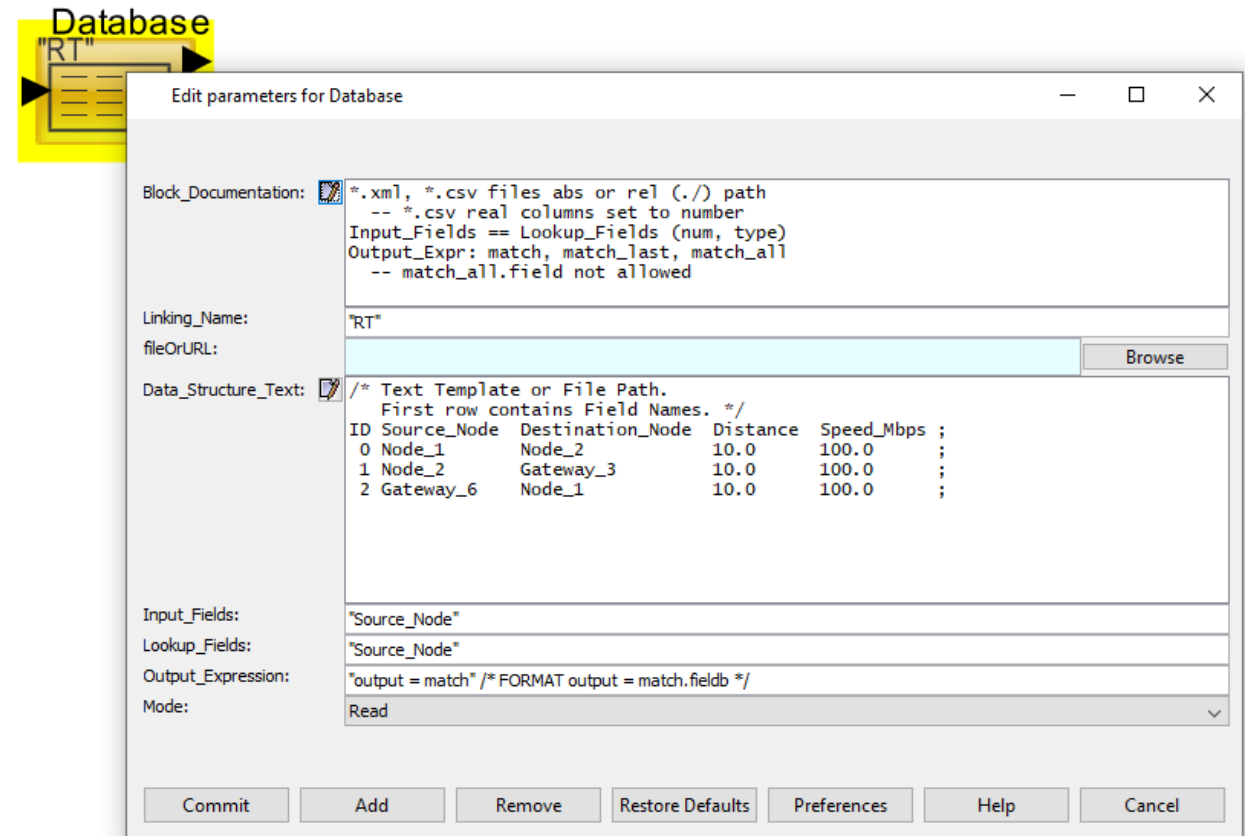 Database
"RT"
Edit parameters for Database
Block_Documentation:
*.xml, *.csv files abs or rel (./) path
-- *.csv real columns set to number
Input_Fields == Lookup_Fields (num, type)
Output_Expr: match, match_last, match_all
-- match_all.field not allowed
Linking_Name:
"RT"
fileOrURL:
Browse
Data_Structure_Text:
/* Text Template or File Path.
First row contains Field Names. */
ID Source_Node Destination_Node Distance Speed_Mbps ;
0 Node_1 Node_2 10.0 100.0 ;
1 Node_2 Gateway_3 10.0 100.0 ;
2 Gateway_6 Node_1 10.0 100.0 ;
Input_Fields:
"Source_Node"
Lookup_Fields:
"Source_Node"
Output_Expression:
"output = match" /* FORMAT output = match.fieldb */
Mode:
Read
Commit Add Remove Restore Defaults Preferences Help Cancel